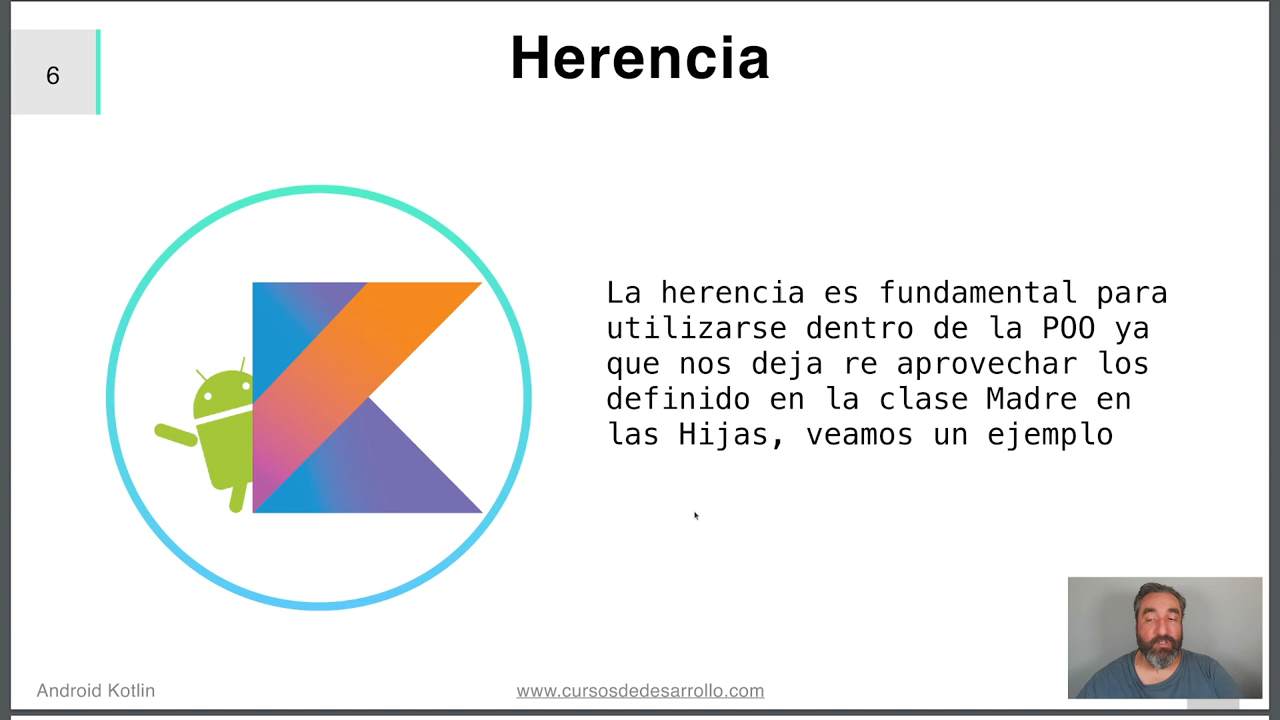 6
Herencia
La herencia es fundamental para
utilizarse dentro de la POO ya
que nos deja re aprovechar los
definido en la clase Madre en
las Hijas, veamos un ejemplo
Android Kotlin
www.cursosdedesarrollo.com